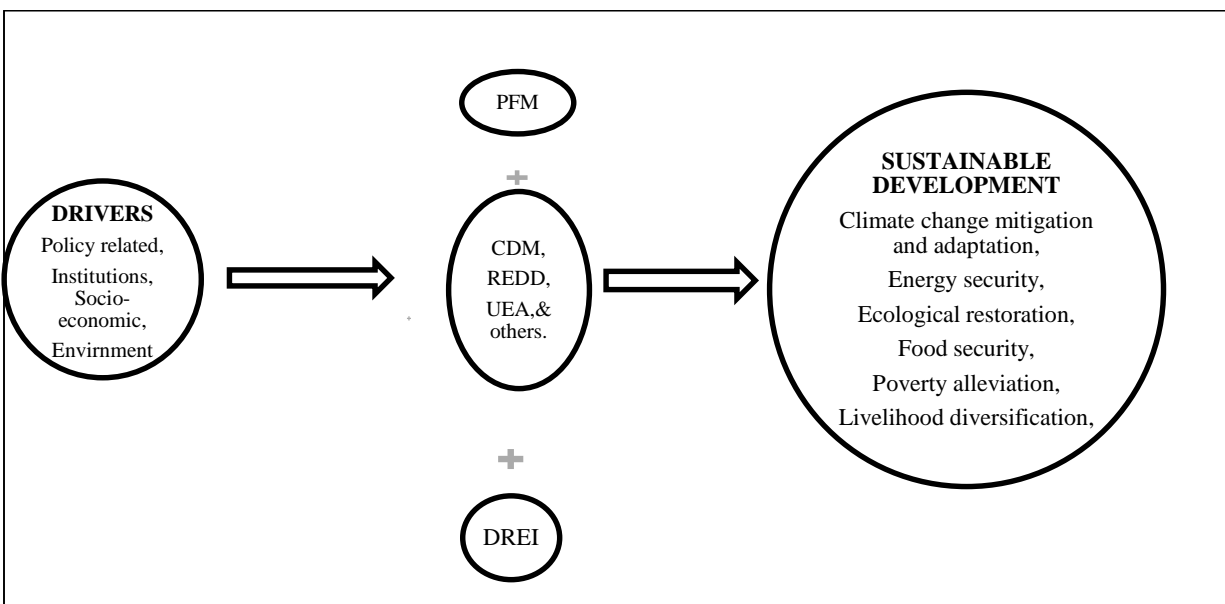 DRIVERS
Policy related,
Institutions,
Socio-
economic,
Envirnment
PFM
+
CDM,
REDD,
UEA,&
others.
+
DREI
SUSTAINABLE
DEVELOPMENT
Climate change mitigation
and adaptation,
Energy security,
Ecological restoration,
Food security,
Poverty alleviation,
Livelihood diversification,